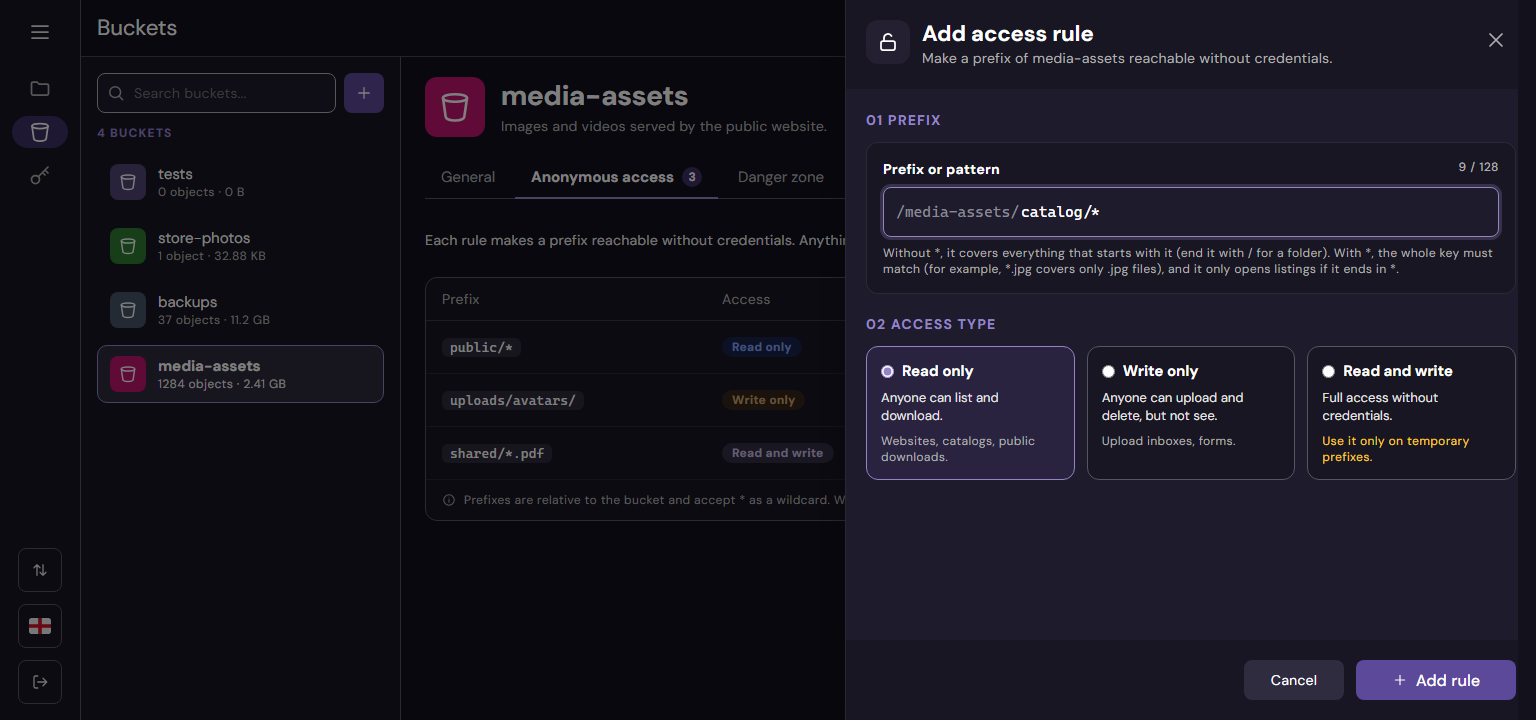 Buckets
Search buckets...
4 BUCKETS
tests
0 objects · 0 B
store-photos
1 object · 32.88 KB
backups
37 objects · 11.2 GB
media-assets
1284 objects · 2.41 GB
media-assets
Images and videos served by the public website.
General
Anonymous access 3
Danger zone
Each rule makes a prefix reachable without credentials. Anythi
Prefix
Access
public/*
Read only
uploads/avatars/
Write only
shared/*.pdf
Read and write
Prefixes are relative to the bucket and accept * as a wildcard. W
Add access rule
Make a prefix of media-assets reachable without credentials.
01 PREFIX
Prefix or pattern
9 / 128
/media-assets/catalog/*
Without *, it covers everything that starts with it (end it with / for a folder). With *, the whole key must
match (for example, *.jpg covers only .jpg files), and it only opens listings if it ends in *.
02 ACCESS TYPE
Read only
Anyone can list and
download.
Websites, catalogs, public
downloads.
Write only
Anyone can upload and
delete, but not see.
Upload inboxes, forms.
Read and write
Full access without
credentials.
Use it only on temporary
prefixes.
Cancel
+ Add rule